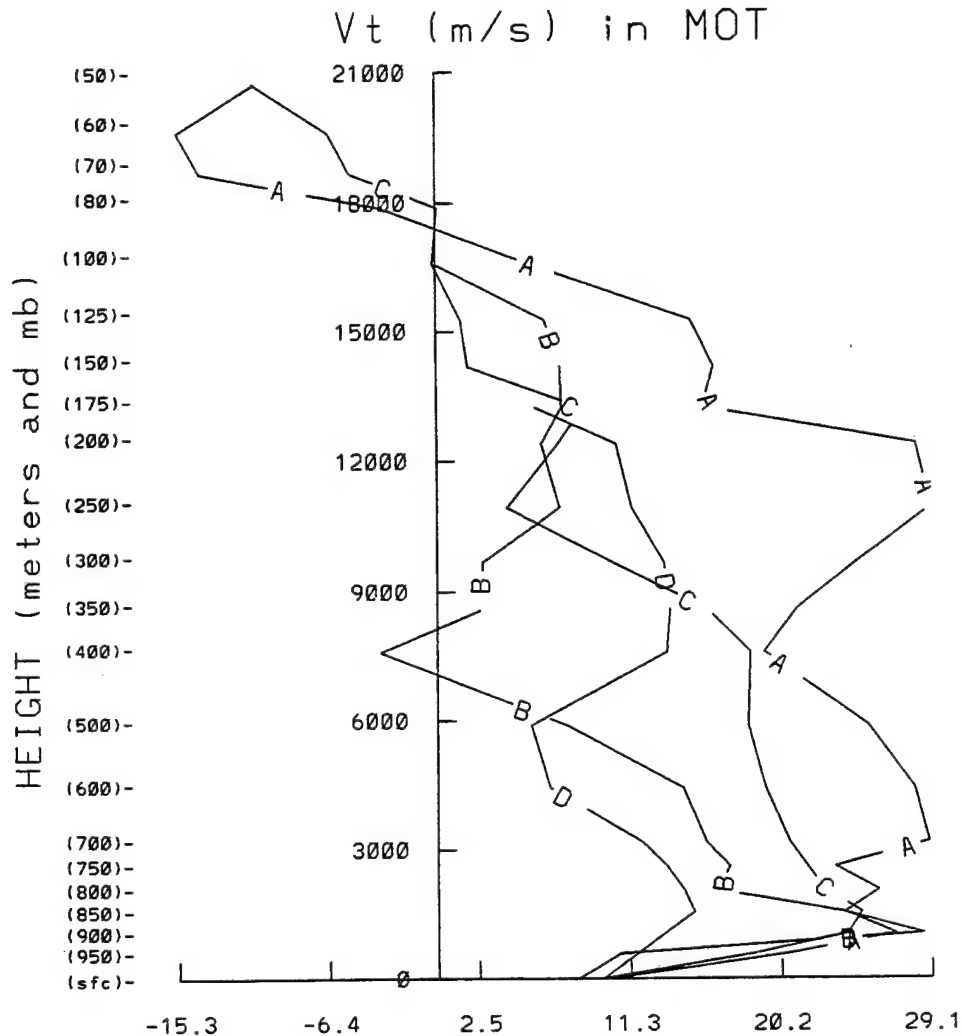 Vt (m/s) in MOT
HEIGHT (meters and mb)
(50)-
(60)-
(70)-
(80)-
(100)-
(125)-
(150)-
(175)-
(200)-
(250)-
(300)-
(350)-
(400)-
(500)-
(600)-
(700)-
(750)-
(800)-
(850)-
(900)-
(950)-
(sfc)-
21000
18000
15000
12000
9000
6000
3000
0
C
A
A
B
A
C
A
D
B
C
A
B
D
A
B
C
B
A
-15.3 -6.4 2.5 11.3 20.2 29.1